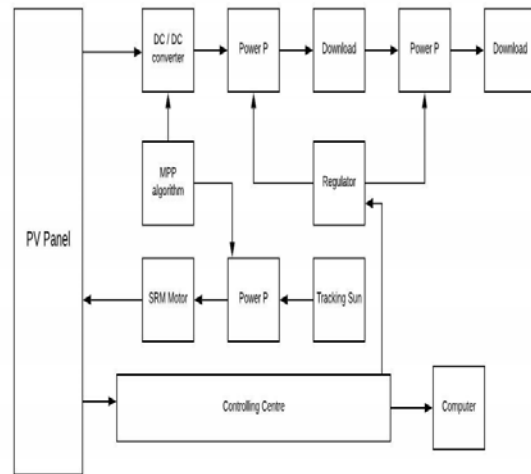 DC / DC
converter
Power P
Download
Power P
Download
MPP
algorithm
Regulator
PV Panel
SRM Motor
Power P
Tracking Sun
Controlling Centre
Computer